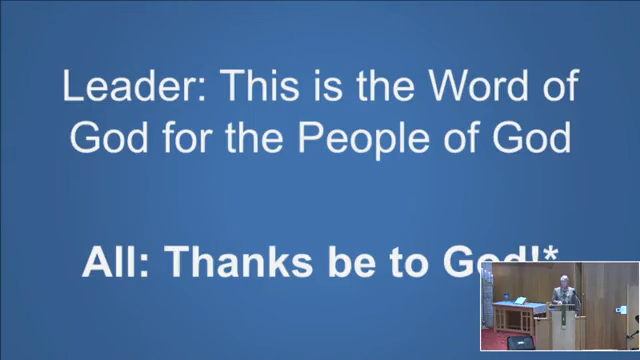 Leader: This is the Word of
God for the People of God
All: Thanks be to God!*